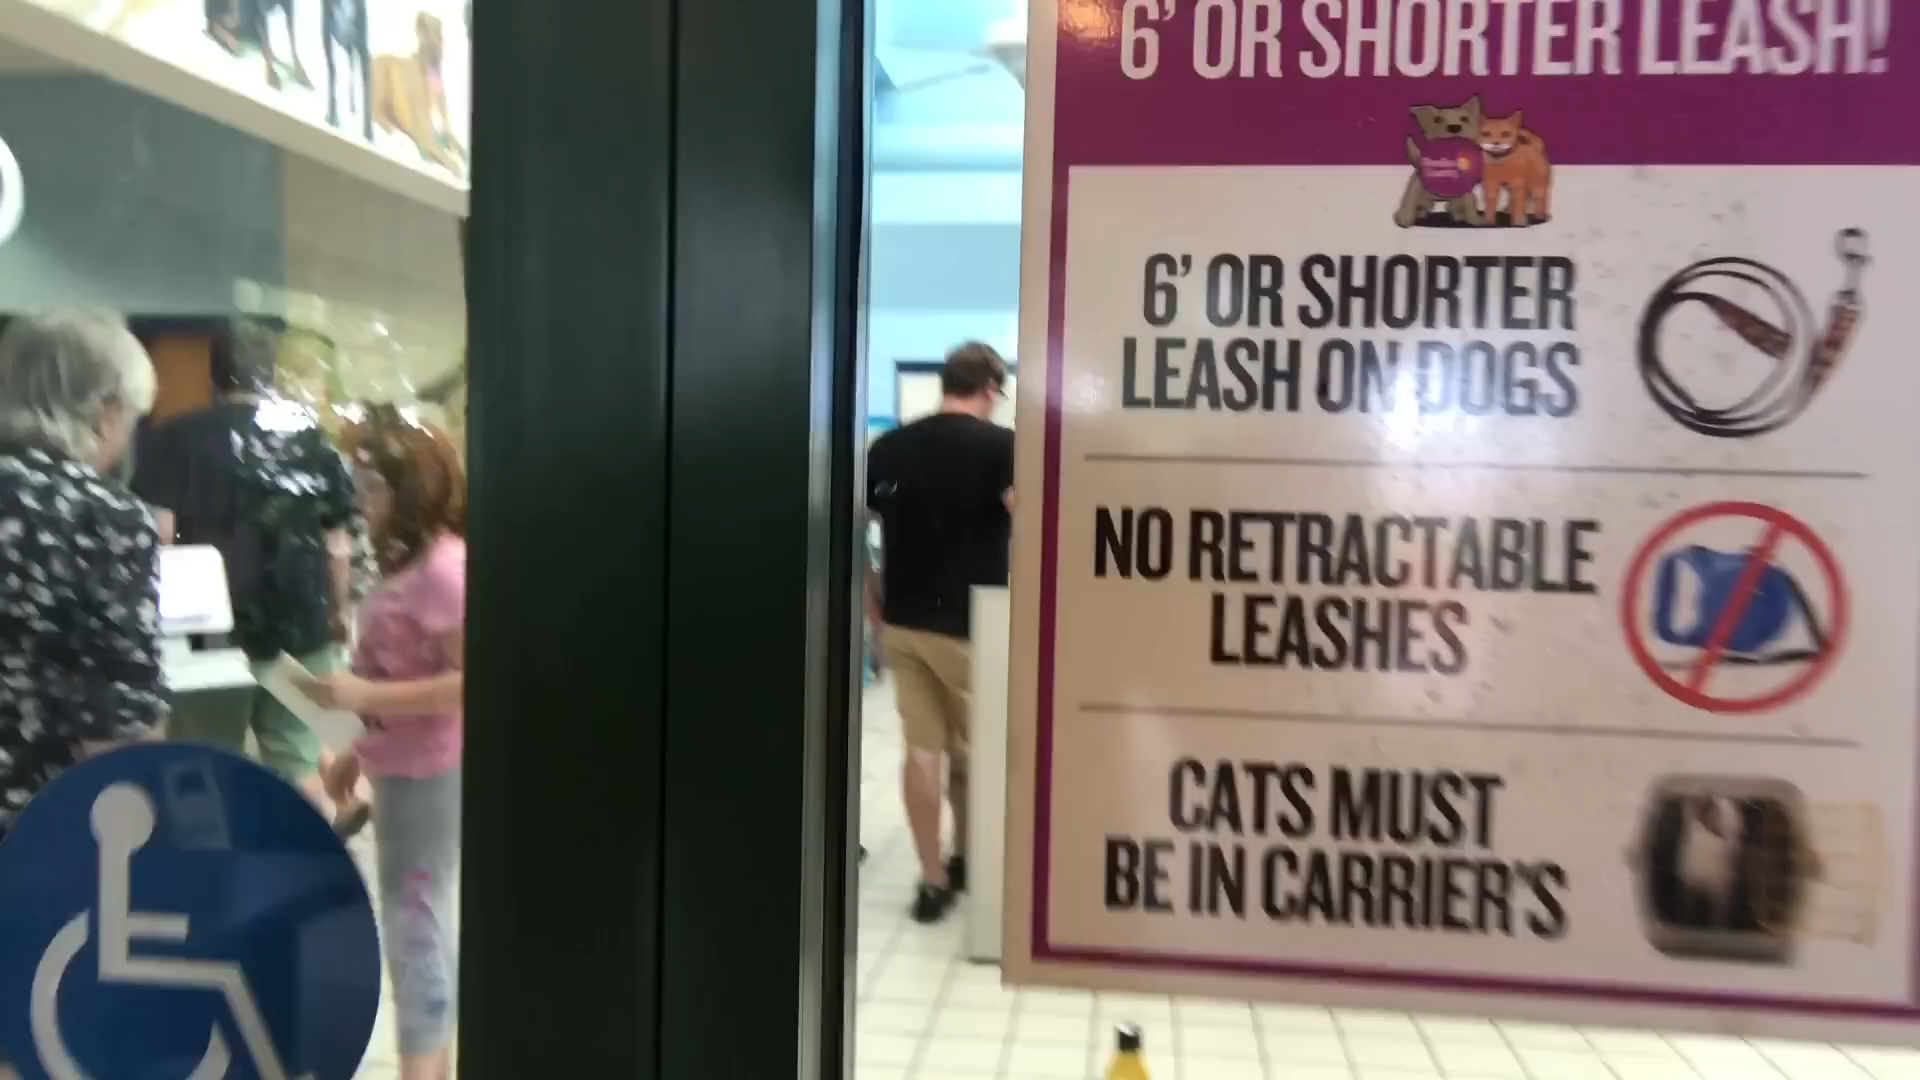 6' OR SHORTER LEASH!
6' OR SHORTER
LEASH ON DOGS
NO RETRACTABLE
LEASHES
CATS MUST
BE IN CARRIER'S